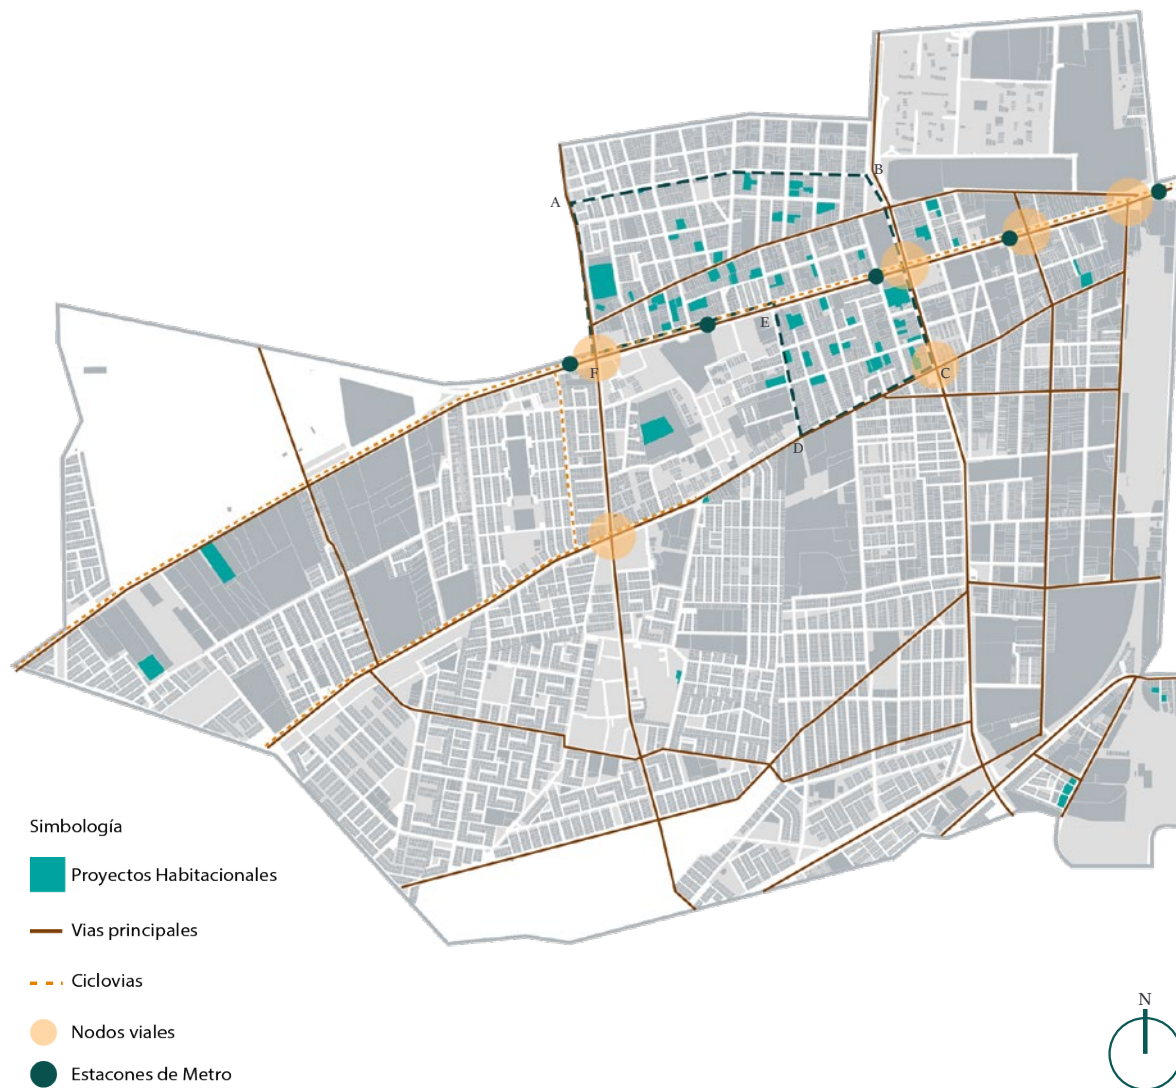 B
A
E
F
C
D
Simbología
Proyectos Habitacionales
Vias principales
Ciclovias
Nodos viales
Estacones de Metro
N